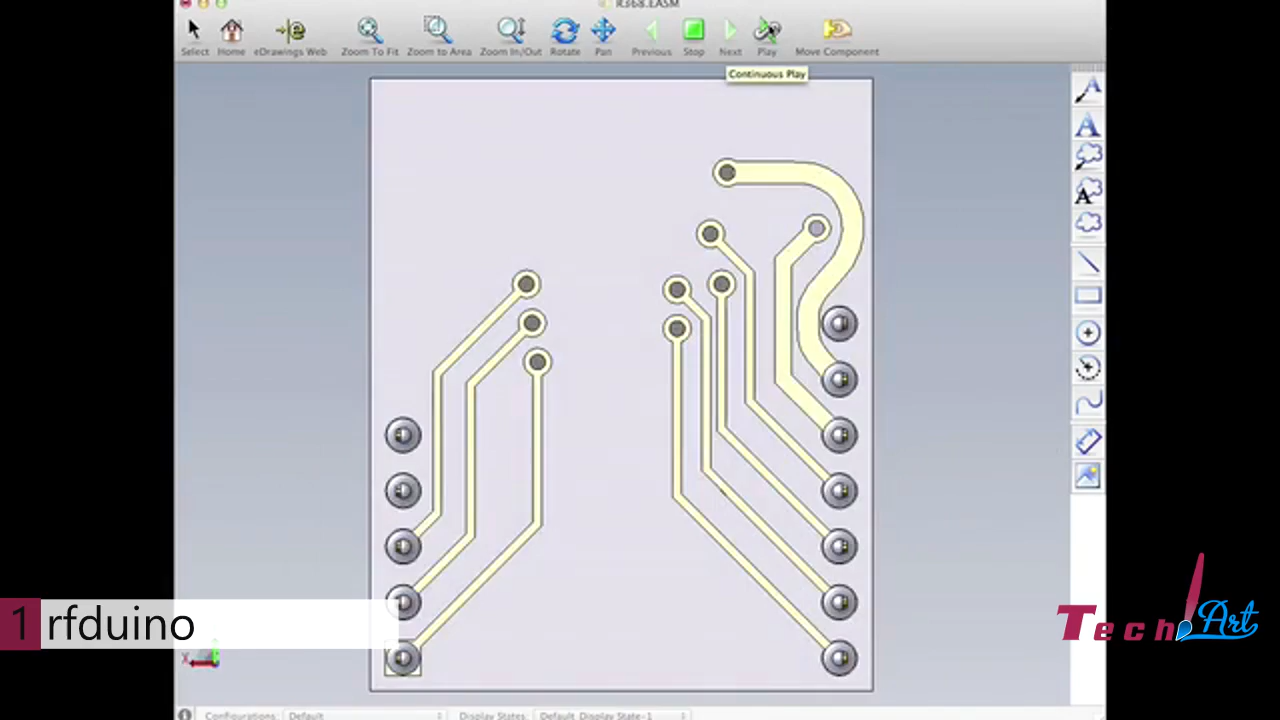 R368.EASM
Select Home eDrawings Web Zoom To Fit Zoom to Area Zoom In/Out Rotate Pan Previous Stop Next Play Move Component
Continuous Play
1 rfduino
Tech Art
X
Configurations: Default Display States: Default_Display State-1